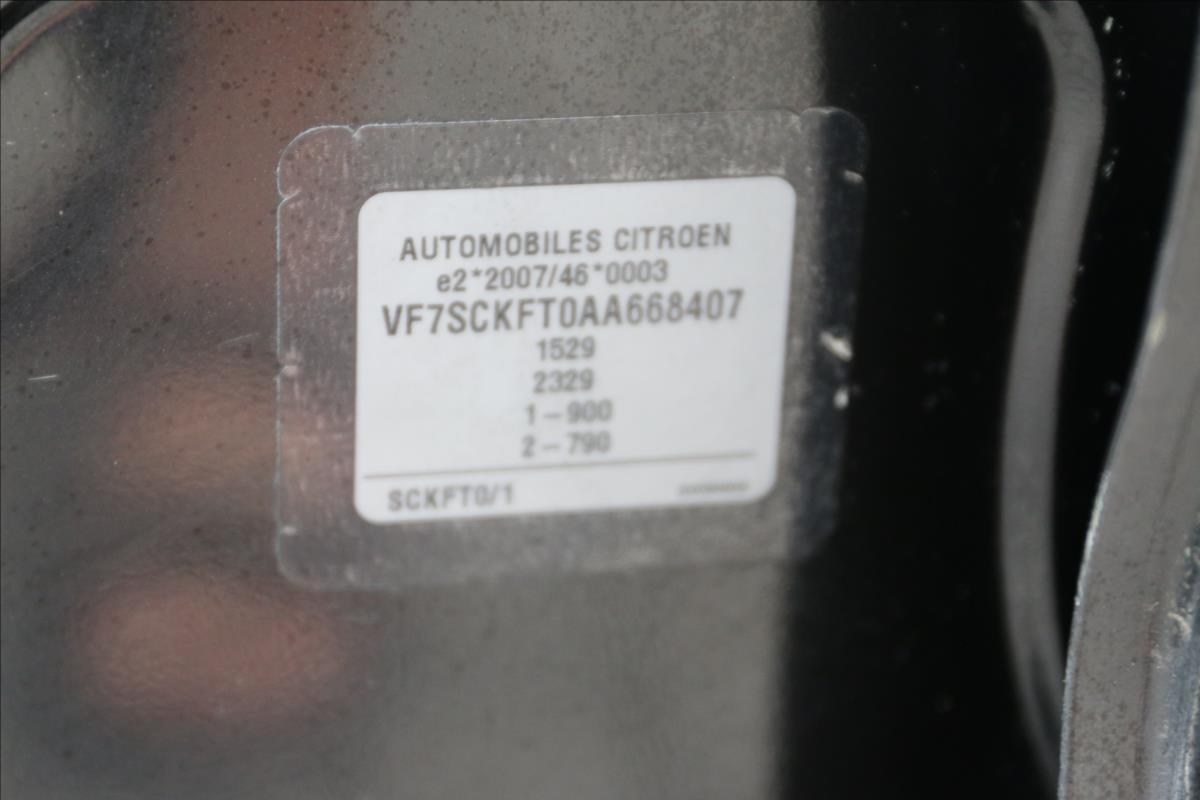 AUTOMOBILES CITROEN
e2*2007/46*0003
VF7SCKFT0AA668407
1529
2329
1-900
2-790
SCKFT0/1